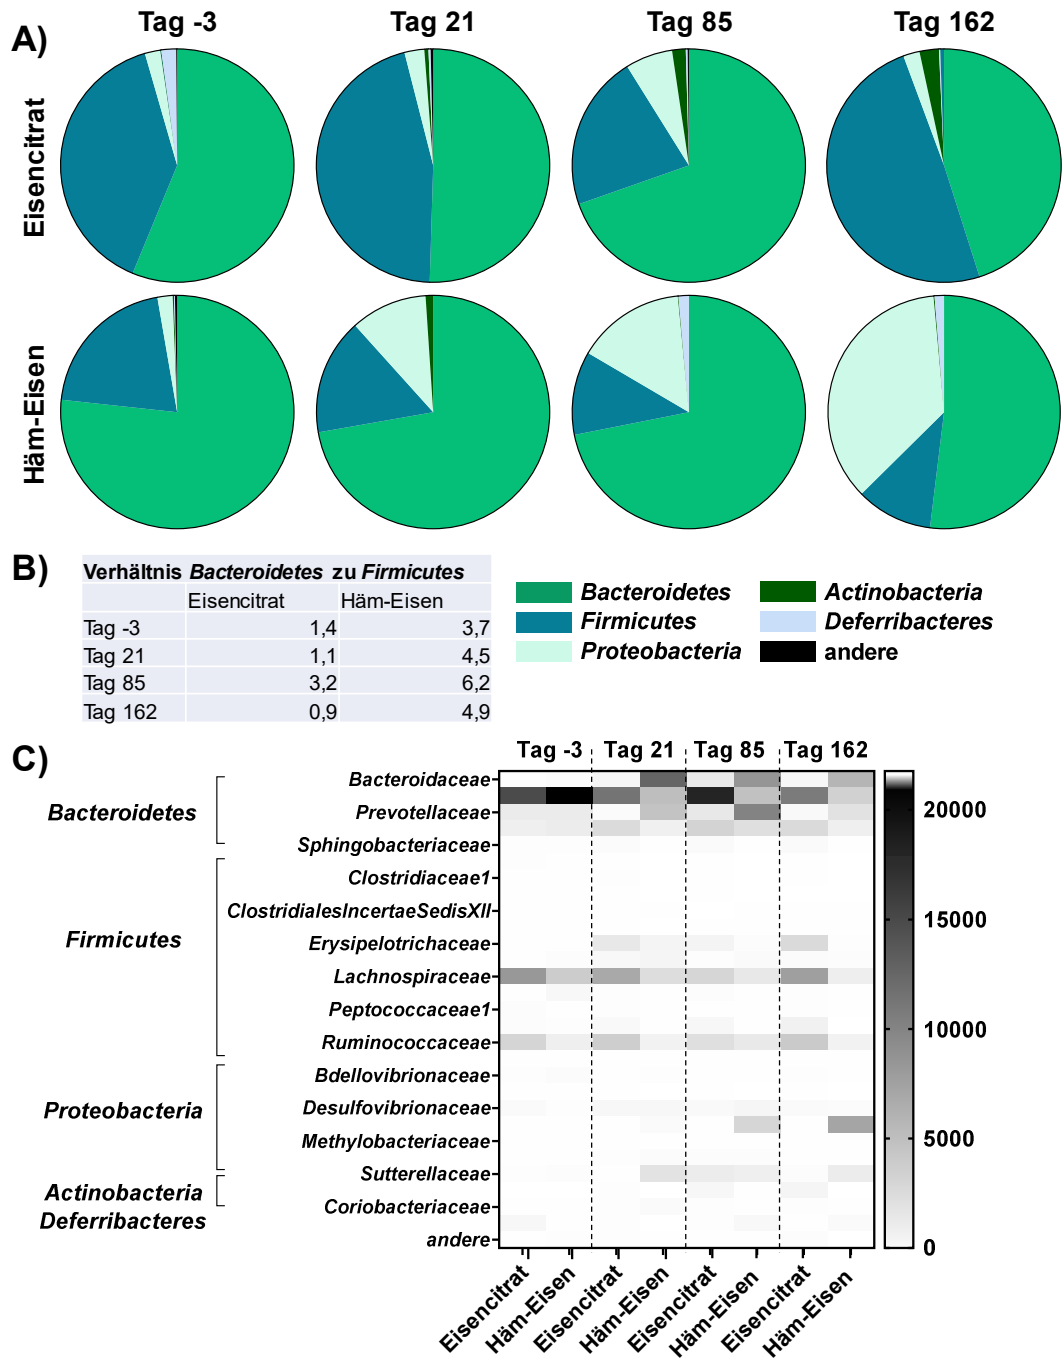 A)
Tag -3
Tag 21
Tag 85
Tag 162
Eisencitrat
Häm-Eisen
B)
Verhältnis Bacteroidetes zu Firmicutes
Eisencitrat Häm-Eisen
Tag -3 1,4 3,7
Tag 21 1,1 4,5
Tag 85 3,2 6,2
Tag 162 0,9 4,9
Bacteroidetes
Firmicutes
Proteobacteria
Actinobacteria
Deferribacteres
andere
C)
Tag -3
Tag 21
Tag 85
Tag 162
Bacteroidetes
Firmicutes
Proteobacteria
Actinobacteria
Deferribacteres
Bacteroidaceae
Prevotellaceae
Sphingobacteriaceae
Clostridiaceae1
ClostridialesIncertaeSedisXII
Erysipelotrichaceae
Lachnospiraceae
Peptococcaceae1
Ruminococcaceae
Bdellovibrionaceae
Desulfovibrionaceae
Methylobacteriaceae
Sutterellaceae
Coriobacteriaceae
andere
20000
15000
10000
5000
0
Eisencitrat
Häm-Eisen
Eisencitrat
Häm-Eisen
Eisencitrat
Häm-Eisen
Eisencitrat
Häm-Eisen